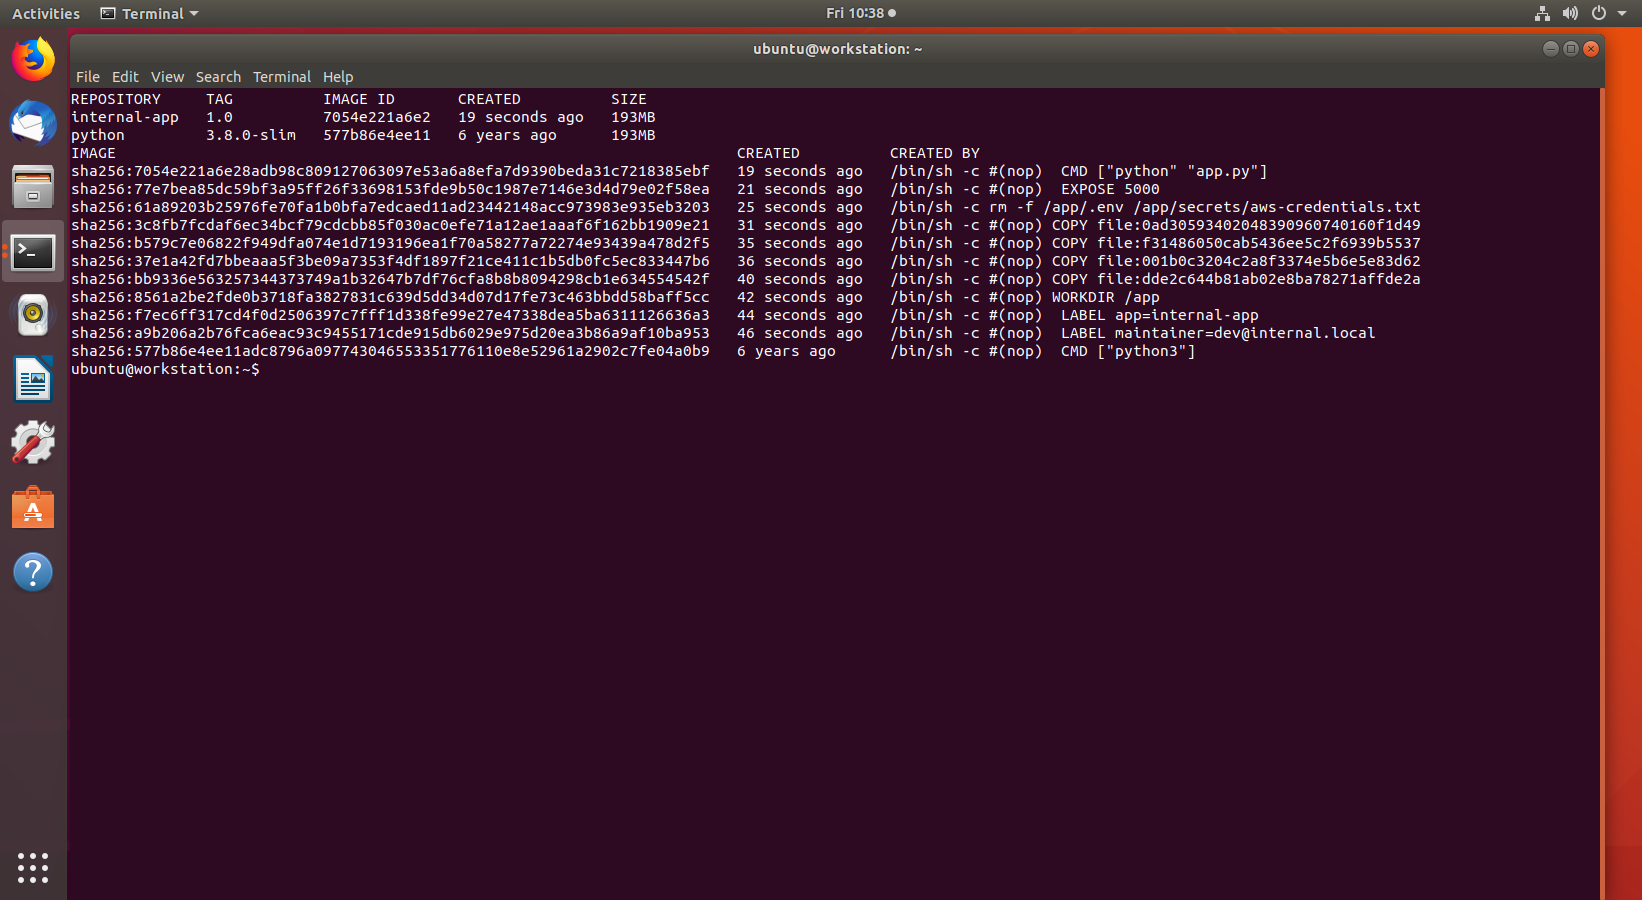 Activities
Terminal
Fri 10:38
ubuntu@workstation: ~
File Edit View Search Terminal Help
REPOSITORY TAG IMAGE ID CREATED SIZE
internal-app 1.0 7054e221a6e2 19 seconds ago 193MB
python 3.8.0-slim 577b86e4ee11 6 years ago 193MB
IMAGE CREATED CREATED BY
sha256:7054e221a6e28adb98c809127063097e53a6a8efa7d9390beda31c7218385ebf 19 seconds ago /bin/sh -c #(nop) CMD ["python" "app.py"]
sha256:77e7bea85dc59bf3a95ff26f33698153fde9b50c1987e7146e3d4d79e02f58ea 21 seconds ago /bin/sh -c #(nop) EXPOSE 5000
sha256:61a89203b25976fe70fa1b0bfa7edcaed11ad23442148acc973983e935eb3203 25 seconds ago /bin/sh -c rm -f /app/.env /app/secrets/aws-credentials.txt
sha256:3c8fb7fcdaf6ec34bcf79cdcbb85f030ac0efe71a12ae1aaaf6f162bb1909e21 31 seconds ago /bin/sh -c #(nop) COPY file:0ad30593402048390960740160f1d49
sha256:b579c7e06822f949dfa074e1d7193196ea1f70a58277a72274e93439a478d2f5 35 seconds ago /bin/sh -c #(nop) COPY file:f31486050cab5436ee5c2f6939b5537
sha256:37e1a42fd7bbeaaa5f3be09a7353f4df1897f21ce411c1b5db0fc5ec833447b6 36 seconds ago /bin/sh -c #(nop) COPY file:001b0c3204c2a8f3374e5b6e5e83d62
sha256:bb9336e563257344373749a1b32647b7df76cfa8b8b8094298cb1e634554542f 40 seconds ago /bin/sh -c #(nop) COPY file:dde2c644b81ab02e8ba78271affde2a
sha256:8561a2be2fde0b3718fa3827831c639d5dd34d07d17fe73c463bbdd58baff5cc 42 seconds ago /bin/sh -c #(nop) WORKDIR /app
sha256:f7ec6ff317cd4f0d2506397c7fff1d338fe99e27e47338dea5ba6311126636a3 44 seconds ago /bin/sh -c #(nop) LABEL app=internal-app
sha256:a9b206a2b76fca6eac93c9455171cde915db6029e975d20ea3b86a9af10ba953 46 seconds ago /bin/sh -c #(nop) LABEL maintainer=dev@internal.local
sha256:577b86e4ee11adc8796a097743046553351776110e8e52961a2902c7fe04a0b9 6 years ago /bin/sh -c #(nop) CMD ["python3"]
ubuntu@workstation:~$